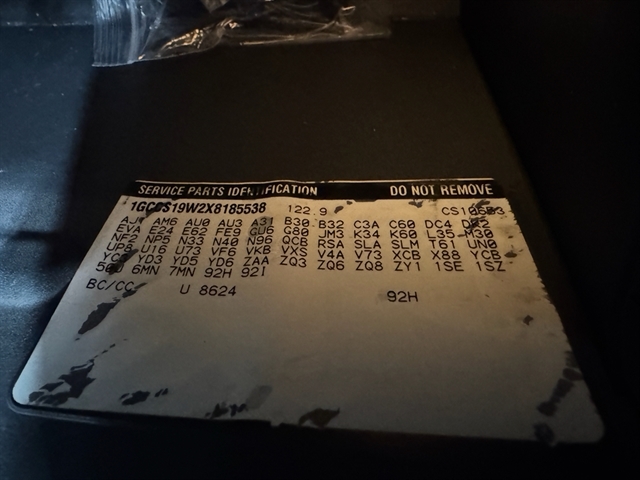 SERVICE PARTS IDENTIFICATION DO NOT REMOVE
1GCCS19W2X8185538 122.9
AM6 AU0 AU3 A31 B30 B32 C3A C60 DC4
EVA E24 E62 FE9 GU6 G80 JM3 K34 K60 L35 M30
NF2 NP5 N33 N40 N96 QCB RSA SLA SLM T61 UN0
UP8 U16 U73 VF6 VKB VXS V4A V73 XCB X88 YCB
YD3 YD5 YD6 ZAA ZQ3 ZQ6 ZQ8 ZY1 1SE 1SZ
50U 6MN 7MN 92H 92I
BC/CC U 8624 92H